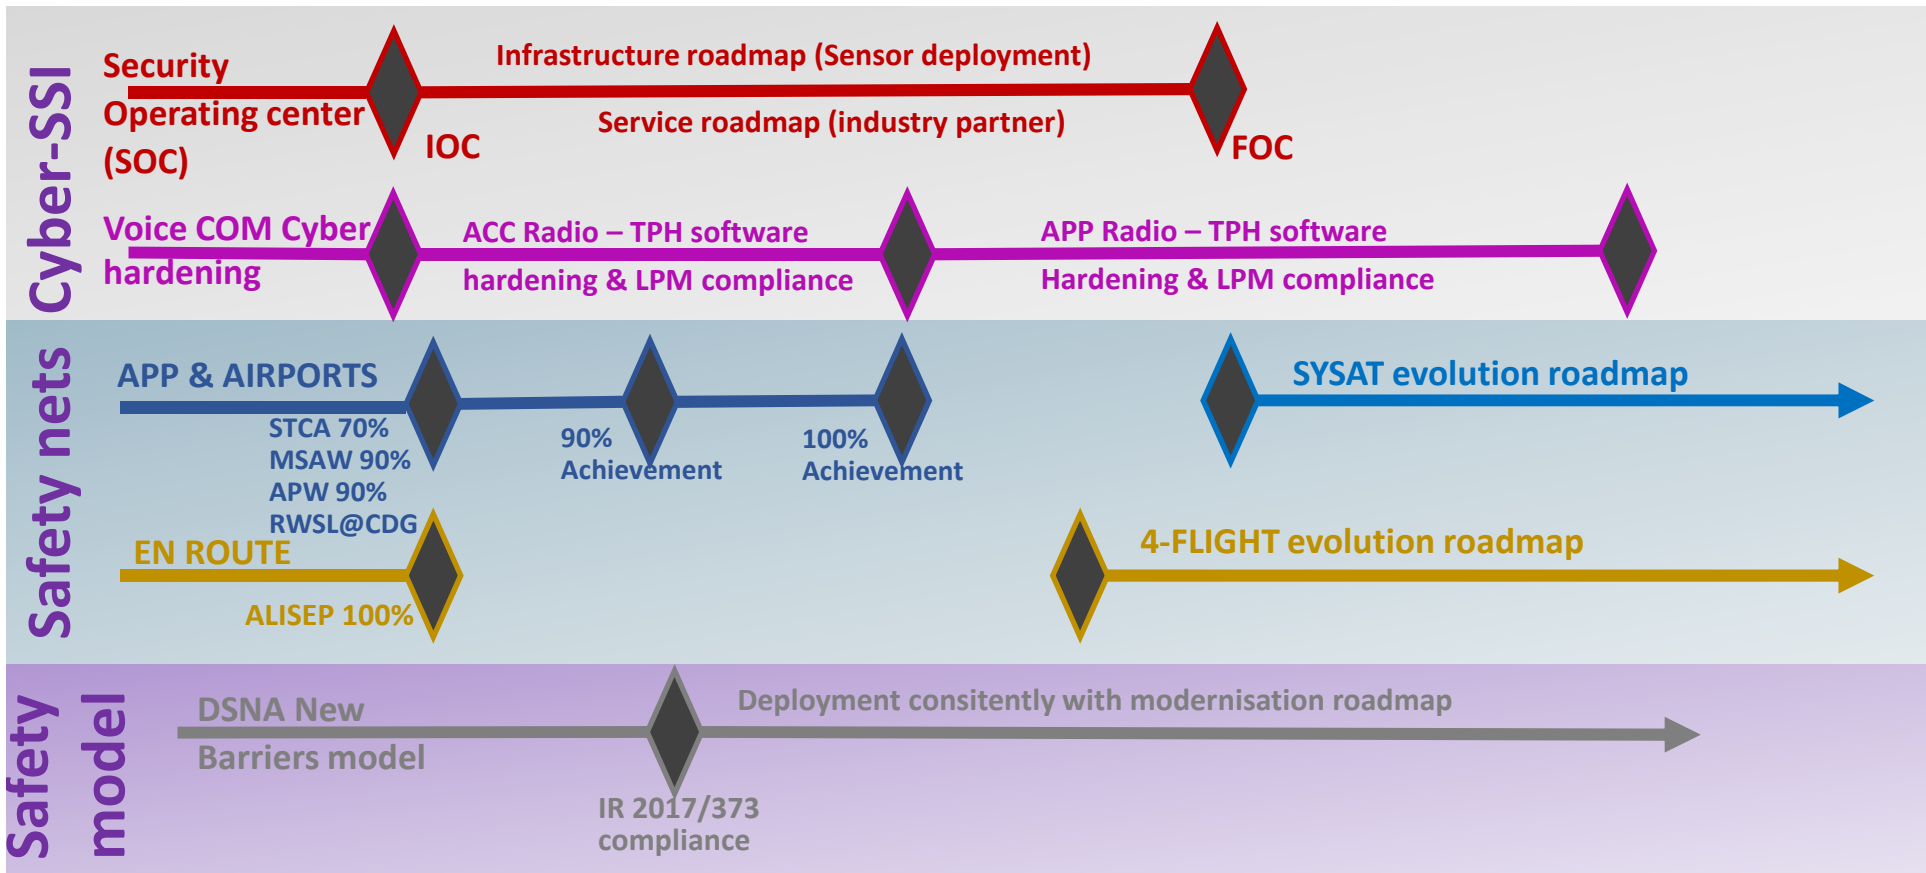 Cyber-SSI
Security
Operating center
(SOC)
IOC
Infrastructure roadmap (Sensor deployment)
Service roadmap (industry partner)
FOC
Voice COM Cyber
hardening
ACC Radio – TPH software
hardening & LPM compliance
APP Radio – TPH software
Hardening & LPM compliance
Safety nets
APP & AIRPORTS
STCA 70%
MSAW 90%
APW 90%
RWSL@CDG
90%
Achievement
100%
Achievement
SYSAT evolution roadmap
EN ROUTE
ALISEP 100%
4-FLIGHT evolution roadmap
Safety
model
DSNA New
Barriers model
IR 2017/373
compliance
Deployment consitently with modernisation roadmap